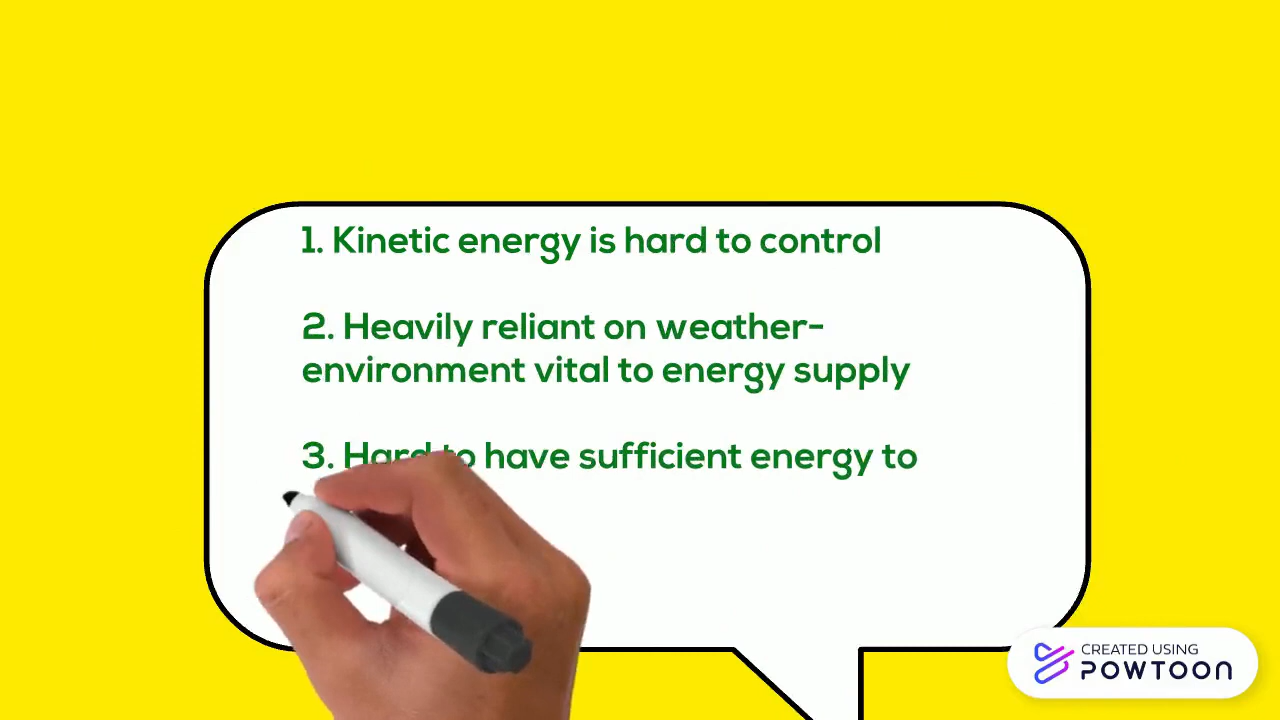 1. Kinetic energy is hard to control
2. Heavily reliant on weather-
environment vital to energy supply
3. Hard to have sufficient energy to
CREATED USING
POWTOON